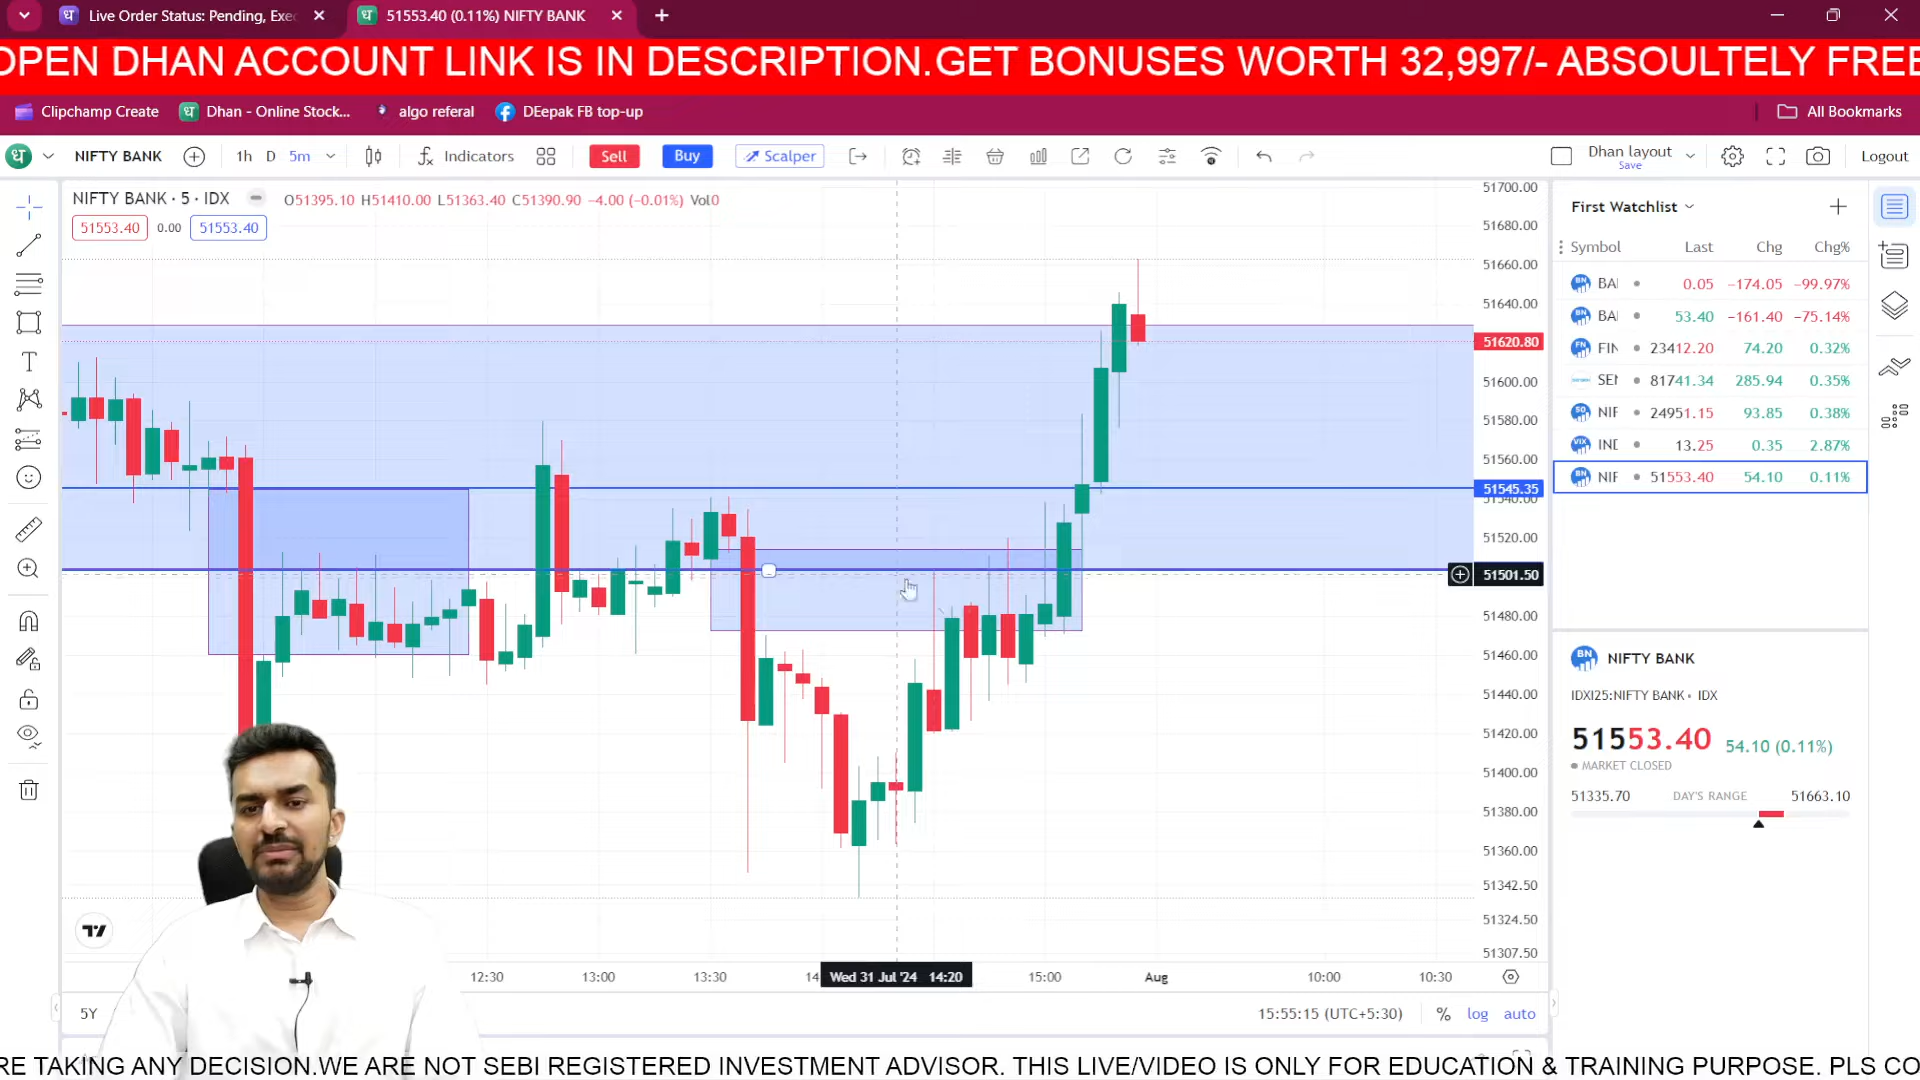 Live Order Status: Pending, Exec
51553.40 (0.11%) NIFTY BANK
OPEN DHAN ACCOUNT LINK IS IN DESCRIPTION.GET BONUSES WORTH 32,997/- ABSOULTELY FREE
Clipchamp Create
Dhan - Online Stock...
algo referal
DEepak FB top-up
All Bookmarks
NIFTY BANK
1h D 5m
Indicators
Sell
Buy
Scalper
Dhan layout
Save
Logout
NIFTY BANK · 5 · IDX
O51395.10 H51410.00 L51363.40 C51390.90 −4.00 (−0.01%) Vol0
51553.40 0.00 51553.40
51700.00
51680.00
51660.00
51640.00
51620.80
51600.00
51580.00
51560.00
51545.35
51540.00
51520.00
51501.50
51480.00
51460.00
51440.00
51420.00
51400.00
51380.00
51360.00
51342.50
51324.50
51307.50
12:30 13:00 13:30 14 Wed 31 Jul '24 14:20 15:00 Aug 10:00 10:30
5Y
15:55:15 (UTC+5:30) % log auto
First Watchlist
Symbol Last Chg Chg%
BA 0.05 −174.05 −99.97%
BA 53.40 −161.40 −75.14%
FIN 23412.20 74.20 0.32%
SEN 81741.34 285.94 0.35%
NIF 24951.15 93.85 0.38%
IND 13.25 0.35 2.87%
NIF 51553.40 54.10 0.11%
NIFTY BANK
IDXI25:NIFTY BANK · IDX
51553.40 54.10 (0.11%)
MARKET CLOSED
51335.70 DAY'S RANGE 51663.10
RE TAKING ANY DECISION.WE ARE NOT SEBI REGISTERED INVESTMENT ADVISOR. THIS LIVE/VIDEO IS ONLY FOR EDUCATION & TRAINING PURPOSE. PLS CO